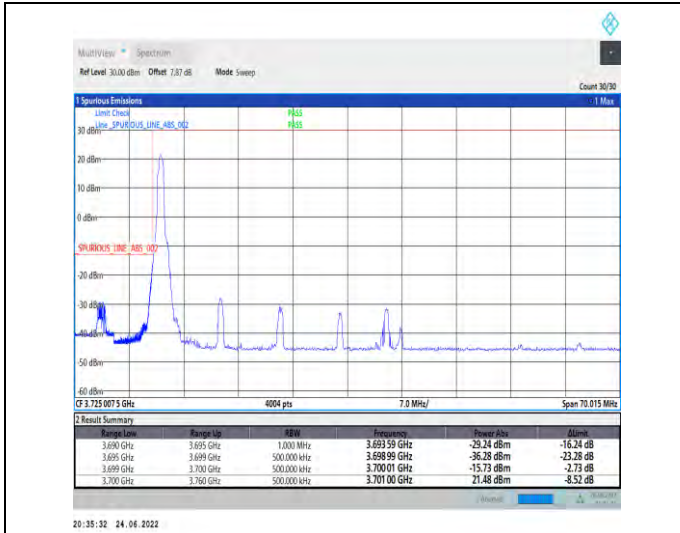 MultiView Spectrum
Ref Level 30.00 dBm Offset 7.87 dB Mode Sweep
Count 30/30
1 Spurious Emissions 1 Max
Limit Check PASS
Line _SPURIOUS_LINE_ABS_002 PASS
30 dBm
20 dBm
10 dBm
0 dBm
SPURIOUS_LINE_ABS_002
-20 dBm
-30 dBm
-40 dBm
-50 dBm
-60 dBm
CF 3.725 007 5 GHz 4004 pts 7.0 MHz/ Span 70.015 MHz
2 Result Summary
Range Low Range Up RBW Frequency Power Abs ΔLimit
3.690 GHz 3.695 GHz 1.000 MHz 3.693 59 GHz -29.24 dBm -16.24 dB
3.695 GHz 3.699 GHz 500.000 kHz 3.698 99 GHz -36.28 dBm -23.28 dB
3.699 GHz 3.700 GHz 500.000 kHz 3.700 01 GHz -15.73 dBm -2.73 dB
3.700 GHz 3.760 GHz 500.000 kHz 3.701 00 GHz 21.48 dBm -8.52 dB
20:35:32 24.06.2022